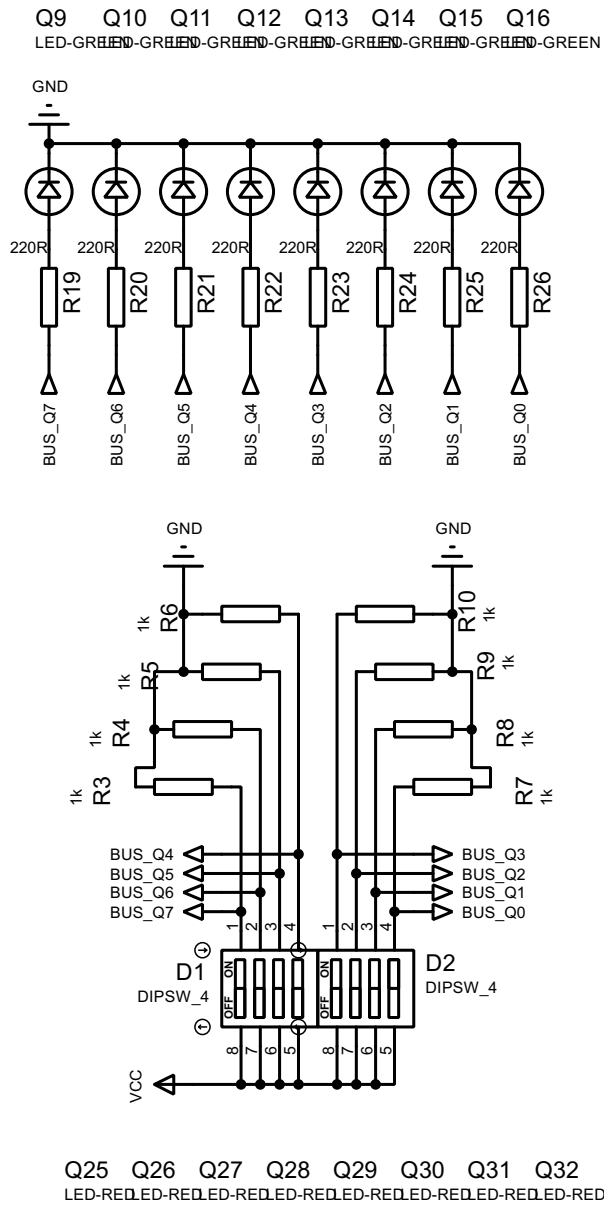 Q9 Q10 Q11 Q12 Q13 Q14 Q15 Q16
LED-GREEN LED-GREEN LED-GREEN LED-GREEN LED-GREEN LED-GREEN LED-GREEN LED-GREEN
GND
220R 220R 220R 220R 220R 220R 220R 220R
R19 R20 R21 R22 R23 R24 R25 R26
BUS_Q7 BUS_Q6 BUS_Q5 BUS_Q4 BUS_Q3 BUS_Q2 BUS_Q1 BUS_Q0
GND GND
1k R6 R10 1k
1k R5 R9 1k
1k R4 R8 1k
1k R3 R7 1k
BUS_Q4 BUS_Q3
BUS_Q5 BUS_Q2
BUS_Q6 BUS_Q1
BUS_Q7 BUS_Q0
1 2 3 4 1 2 3 4
D1 ON ON D2
DIPSW_4 OFF OFF DIPSW_4
8 7 6 5 8 7 6 5
VCC
Q25 Q26 Q27 Q28 Q29 Q30 Q31 Q32
LED-RED LED-RED LED-RED LED-RED LED-RED LED-RED LED-RED LED-RED